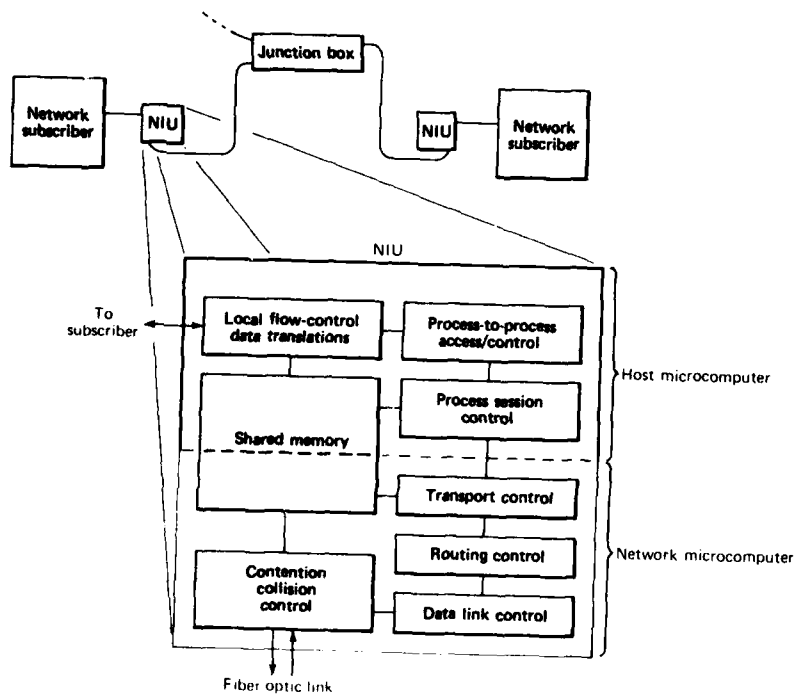 Junction box
Network
subscriber
NIU
NIU
Network
subscriber
NIU
To
subscriber
Local flow-control
data translations
Process-to-process
access/control
Host microcomputer
Process session
control
Shared memory
Transport control
Routing control
Network microcomputer
Contention
collision
control
Data link control
Fiber optic link